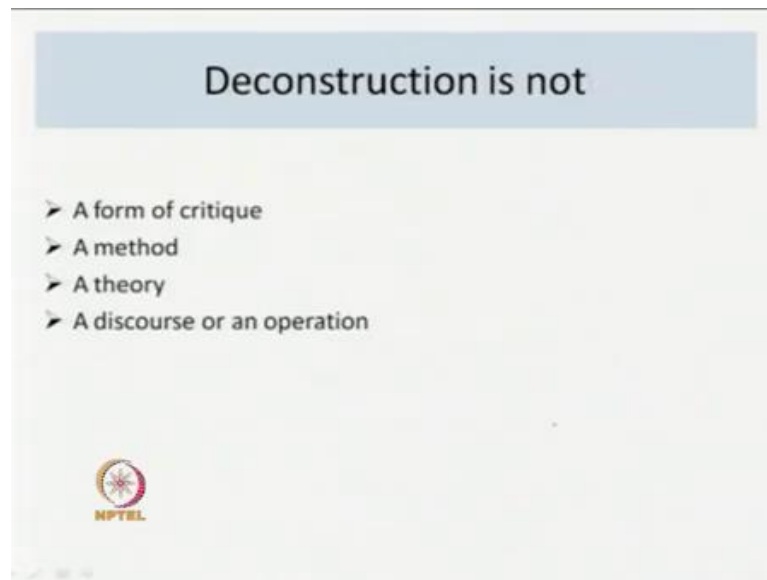 Deconstruction is not
➢ A form of critique
➢ A method
➢ A theory
➢ A discourse or an operation
NPTEL